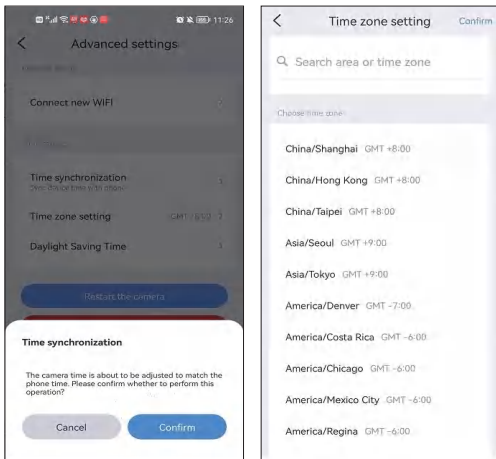 11:26
Advanced settings
Connect new WIFI
Time synchronization
Time zone setting
Daylight Saving Time
Restart the camera
Time synchronization
The camera time is about to be adjusted to match the
phone time. Please confirm whether to perform this
operation?
Cancel
Confirm
Time zone setting
Confirm
Search area or time zone
Choose time zone
China/Shanghai GMT +8:00
China/Hong Kong GMT +8:00
China/Taipei GMT +8:00
Asia/Seoul GMT +9:00
Asia/Tokyo GMT +9:00
America/Denver GMT -7:00
America/Costa Rica GMT -6:00
America/Chicago GMT -6:00
America/Mexico City GMT -6:00
America/Regina GMT -6:00